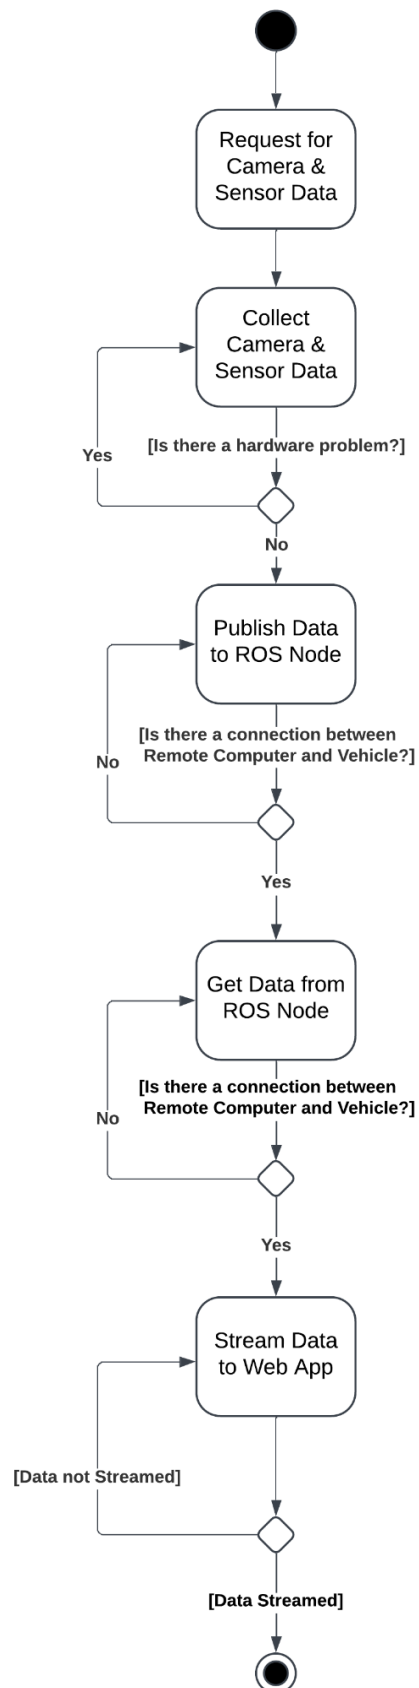 Request for
Camera &
Sensor Data
Collect
Camera &
Sensor Data
[Is there a hardware problem?]
Yes
No
Publish Data
to ROS Node
[Is there a connection between
Remote Computer and Vehicle?]
No
Yes
Get Data from
ROS Node
[Is there a connection between
Remote Computer and Vehicle?]
No
Yes
Stream Data
to Web App
[Data not Streamed]
[Data Streamed]